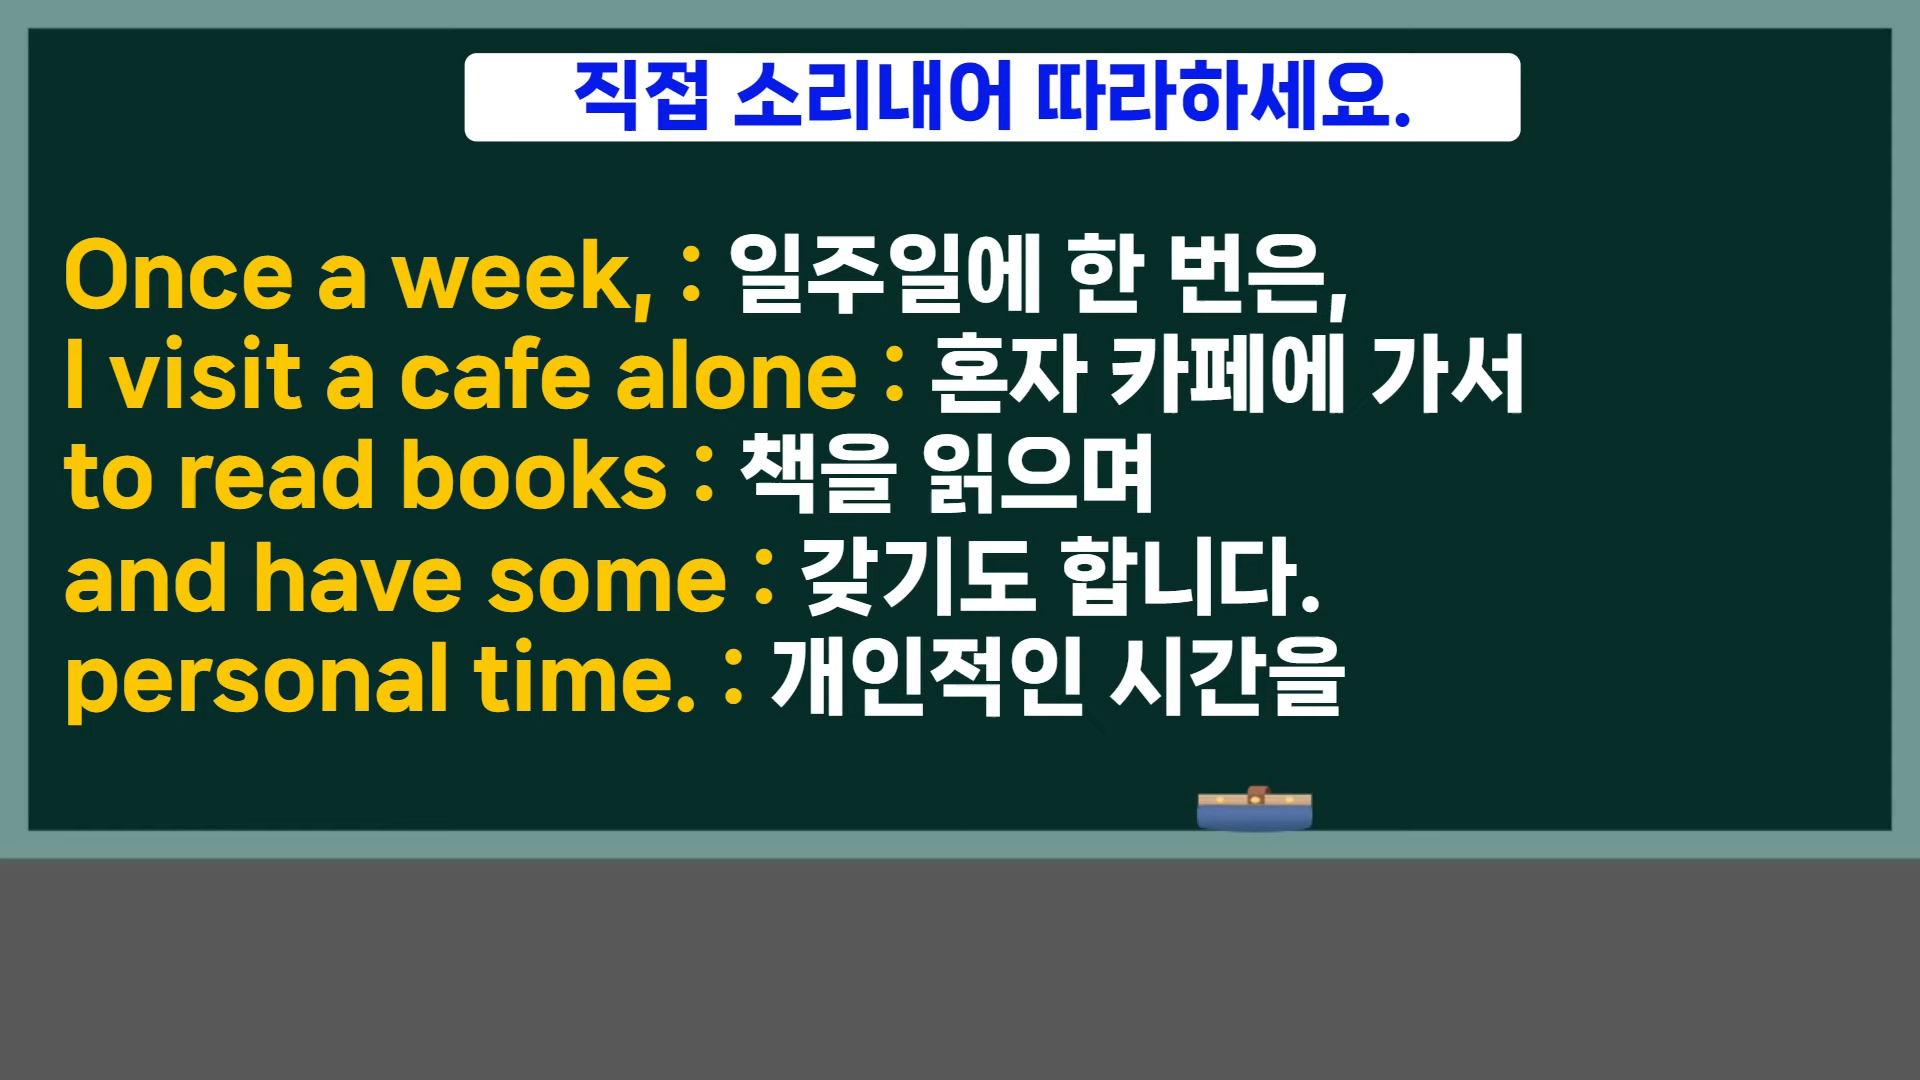 직접 소리내어 따라하세요.
Once a week, : 일주일에 한 번은,
I visit a cafe alone : 혼자 카페에 가서
to read books : 책을 읽으며
and have some : 갖기도 합니다.
personal time. : 개인적인 시간을